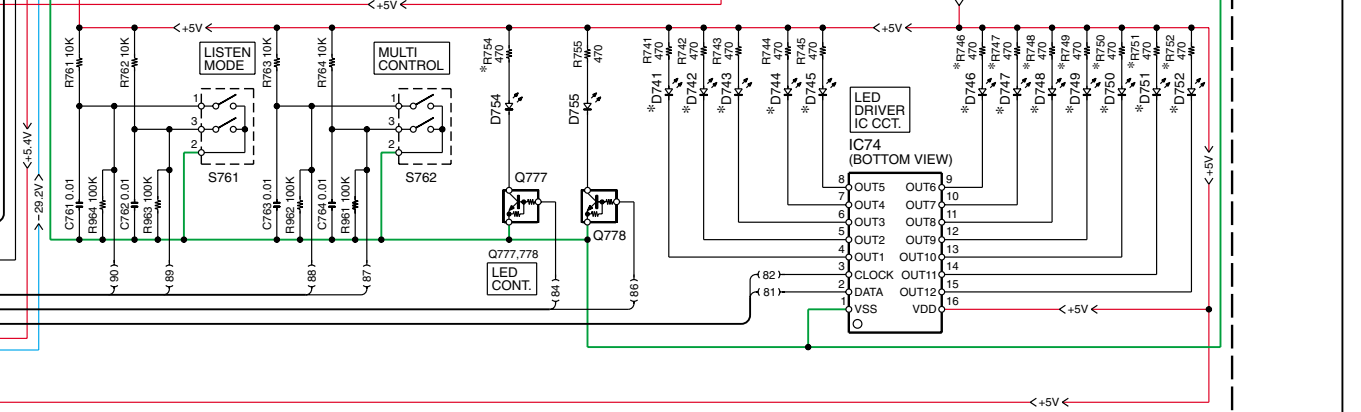 +5V
+5V
+5V
R761 10K
R762 10K
LISTEN
MODE
R763 10K
R764 10K
MULTI
CONTROL
*R754
470
R755
470
R741
470
R742
470
R743
470
R744
470
R745
470
*R746
470
*R747
470
*R748
470
*R749
470
*R750
470
*R751
470
*R752
470
D754
D755
*D741
*D742
*D743
*D744
*D745
*D746
*D747
*D748
*D749
*D750
*D751
*D752
1
3
2
S761
1
3
2
S762
LED
DRIVER
IC CCT.
IC74
(BOTTOM VIEW)
+5.4V
-29.2V
+5V
C761 0.01
R964 100K
C762 0.01
R963 100K
C763 0.01
R962 100K
C764 0.01
R961 100K
Q777
Q778
Q777,778
LED
CONT.
8 OUT5 OUT6 9
7 OUT4 OUT7 10
6 OUT3 OUT8 11
5 OUT2 OUT9 12
4 OUT1 OUT10 13
3 CLOCK OUT11 14
2 DATA OUT12 15
1 VSS VDD 16
90
89
88
87
84
86
82
81
+5V
+5V